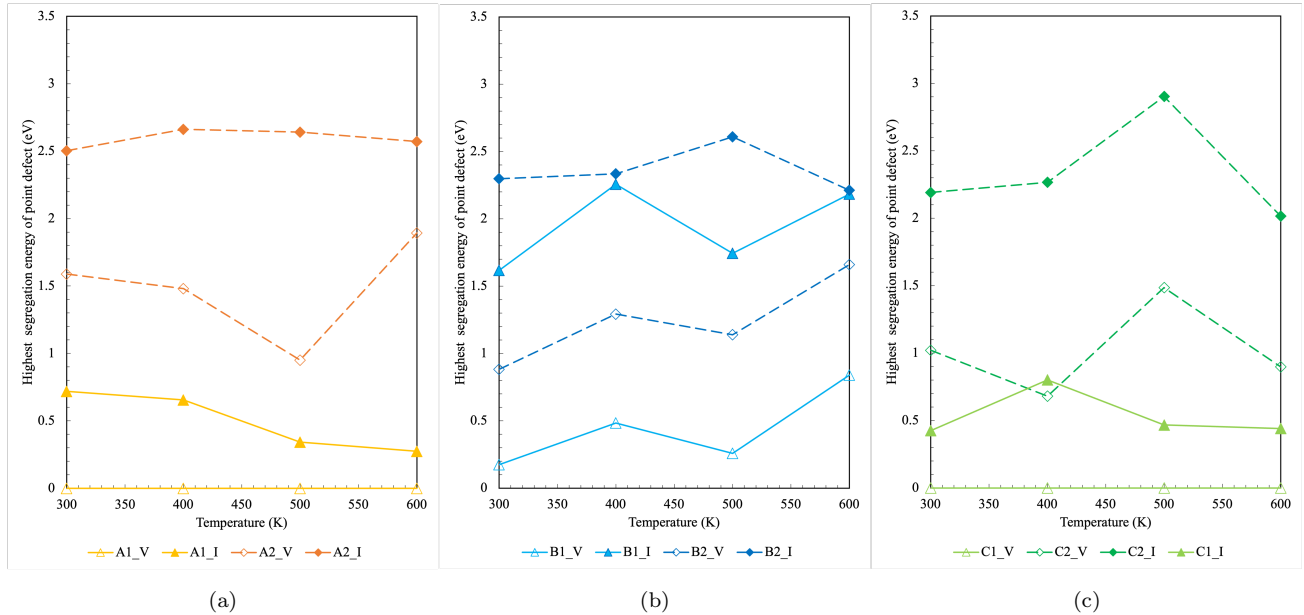 3.5
3
2.5
2
1.5
1
0.5
0
Highest segregation energy of point defect (eV)
300 350 400 450 500 550 600
Temperature (K)
A1_V A1_I A2_V A2_I
(a)
3.5
3
2.5
2
1.5
1
0.5
0
Highest segregation energy of point defect (eV)
300 350 400 450 500 550 600
Temperature (K)
B1_V B1_I B2_V B2_I
(b)
3.5
3
2.5
2
1.5
1
0.5
0
Highest segregation energy of point defect (eV)
300 350 400 450 500 550 600
Temperature (K)
C1_V C2_V C2_I C1_I
(c)